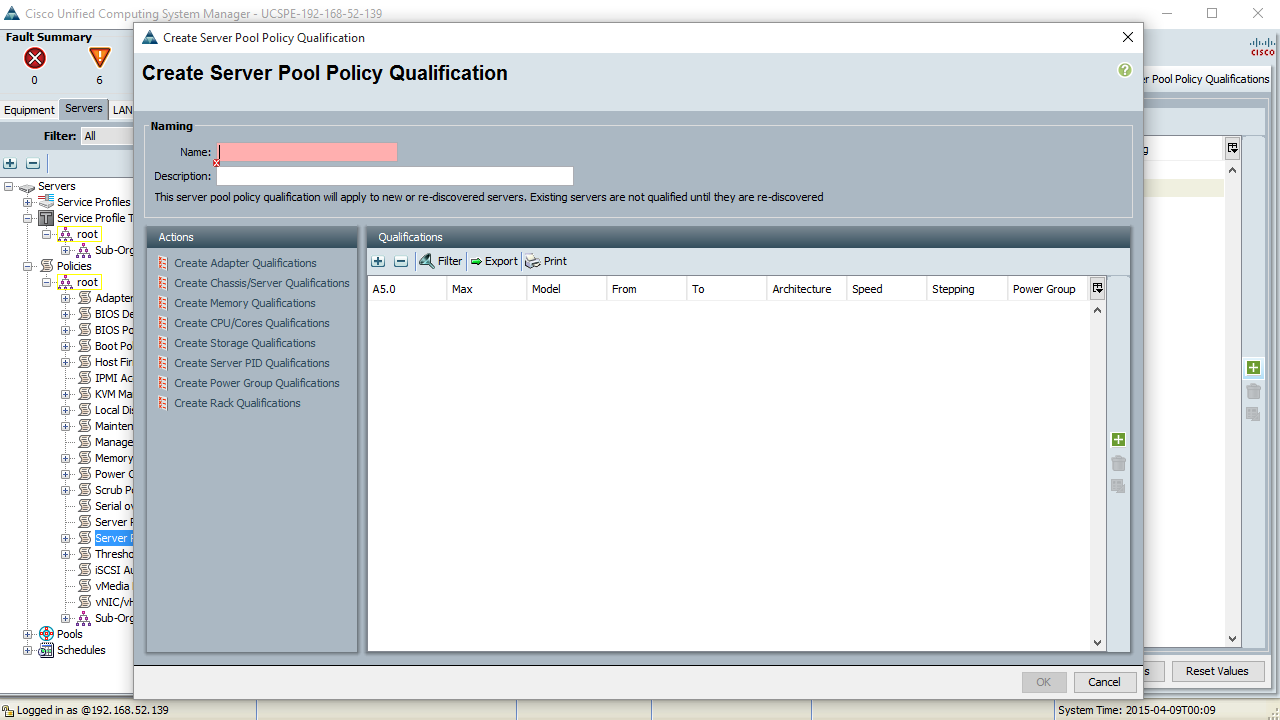 Cisco Unified Computing System Manager - UCSPE-192-168-52-139
Fault Summary
0
6
CISCO
Create Server Pool Policy Qualification
Create Server Pool Policy Qualification
Pool Policy Qualifications
Equipment
Servers
LAN
Filter:
All
Naming
Name:
Description:
This server pool policy qualification will apply to new or re-discovered servers. Existing servers are not qualified until they are re-discovered
Servers
Service Profiles
Service Profile T
root
Sub-Org
Policies
root
Adapter
BIOS De
BIOS Po
Boot Pol
Host Fir
IPMI Ac
KVM Ma
Local Dis
Mainten
Manage
Memory
Power C
Scrub Po
Serial ov
Server P
Server P
Thresho
iSCSI Au
vMedia
vNIC/vH
Sub-Org
Pools
Schedules
Actions
Create Adapter Qualifications
Create Chassis/Server Qualifications
Create Memory Qualifications
Create CPU/Cores Qualifications
Create Storage Qualifications
Create Server PID Qualifications
Create Power Group Qualifications
Create Rack Qualifications
Qualifications
Filter
Export
Print
A5.0
Max
Model
From
To
Architecture
Speed
Stepping
Power Group
OK
Cancel
s
Reset Values
Logged in as @192.168.52.139
System Time: 2015-04-09T00:09